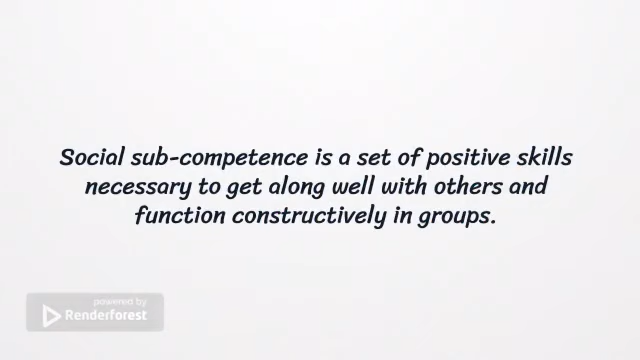 Social sub-competence is a set of positive skills
necessary to get along well with others and
function constructively in groups.
powered by
Renderforest